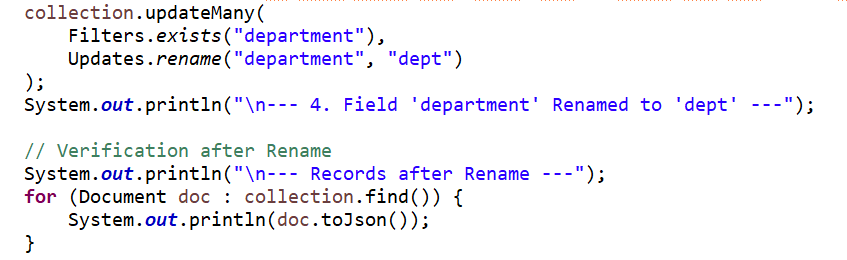 collection.updateMany(
    Filters.exists("department"),
    Updates.rename("department", "dept")
);
System.out.println("\n--- 4. Field 'department' Renamed to 'dept' ---");

// Verification after Rename
System.out.println("\n--- Records after Rename ---");
for (Document doc : collection.find()) {
    System.out.println(doc.toJson());
}